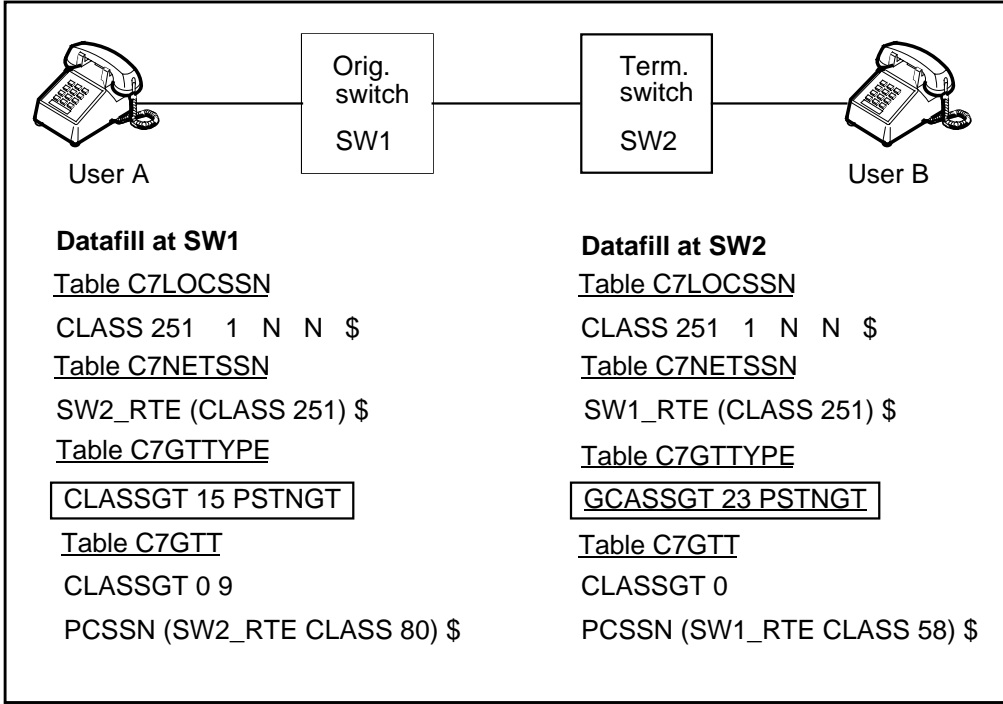 Orig.
switch
SW1
Term.
switch
SW2
User A
User B
Datafill at SW1
Table C7LOCSSN
CLASS 251 1 N N $
Table C7NETSSN
SW2_RTE (CLASS 251) $
Table C7GTTYPE
CLASSGT 15 PSTNGT
Table C7GTT
CLASSGT 0 9
PCSSN (SW2_RTE CLASS 80) $
Datafill at SW2
Table C7LOCSSN
CLASS 251 1 N N $
Table C7NETSSN
SW1_RTE (CLASS 251) $
Table C7GTTYPE
GCASSGT 23 PSTNGT
Table C7GTT
CLASSGT 0
PCSSN (SW1_RTE CLASS 58) $